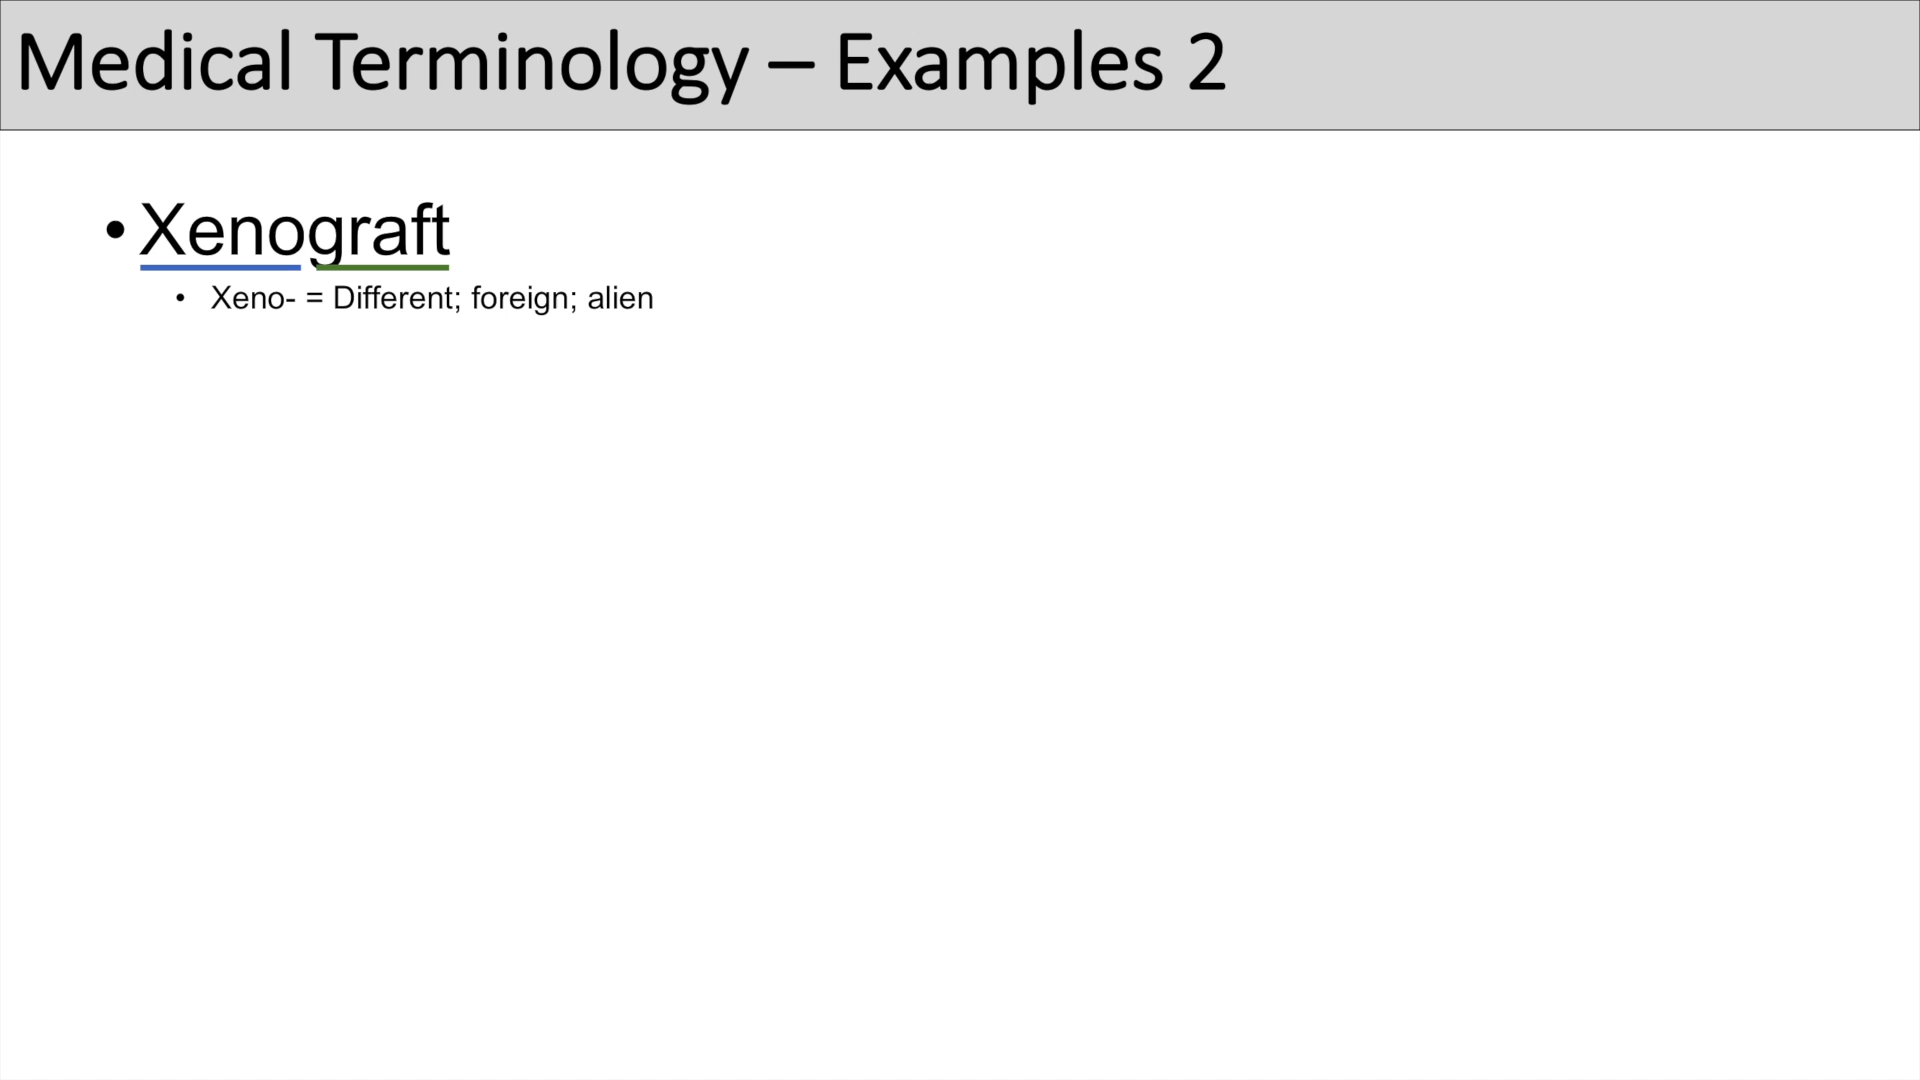 Medical Terminology – Examples 2
• Xenograft
• Xeno- = Different; foreign; alien